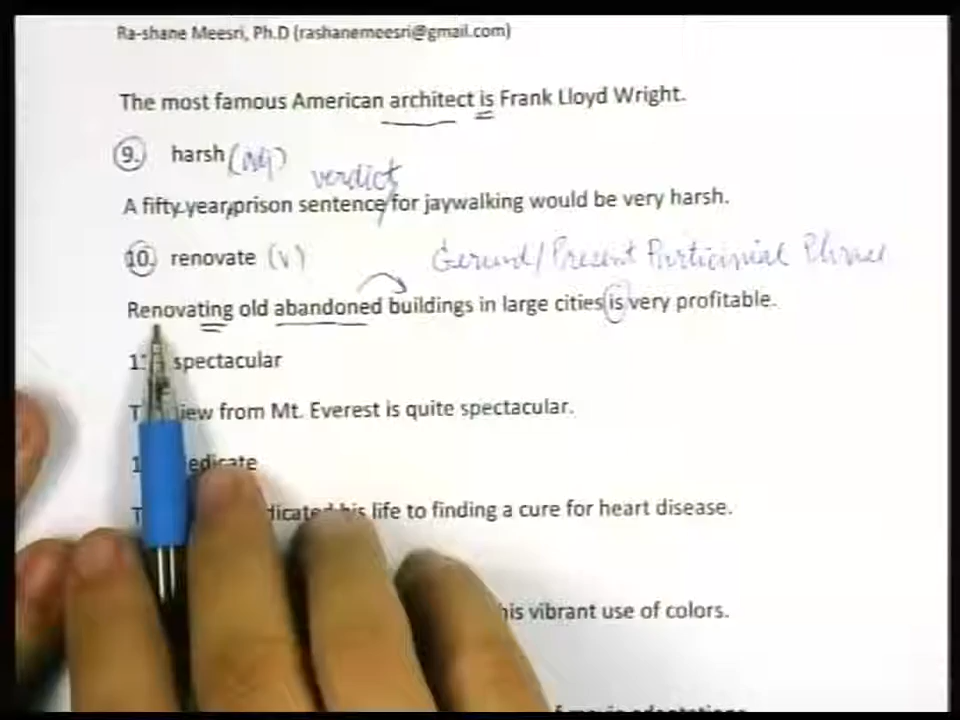 Ra-shane Meesri, Ph.D (rashanemeesri@gmail.com)
The most famous American architect is Frank Lloyd Wright.
9. harsh (Adj) verdict
A fifty-year, prison sentence for jaywalking would be very harsh.
10. renovate (v) Gerund/Present Participial Phrase
Renovating old abandoned buildings in large cities is very profitable.
spectacular
view from Mt. Everest is quite spectacular.
his life to finding a cure for heart disease.
his vibrant use of colors.